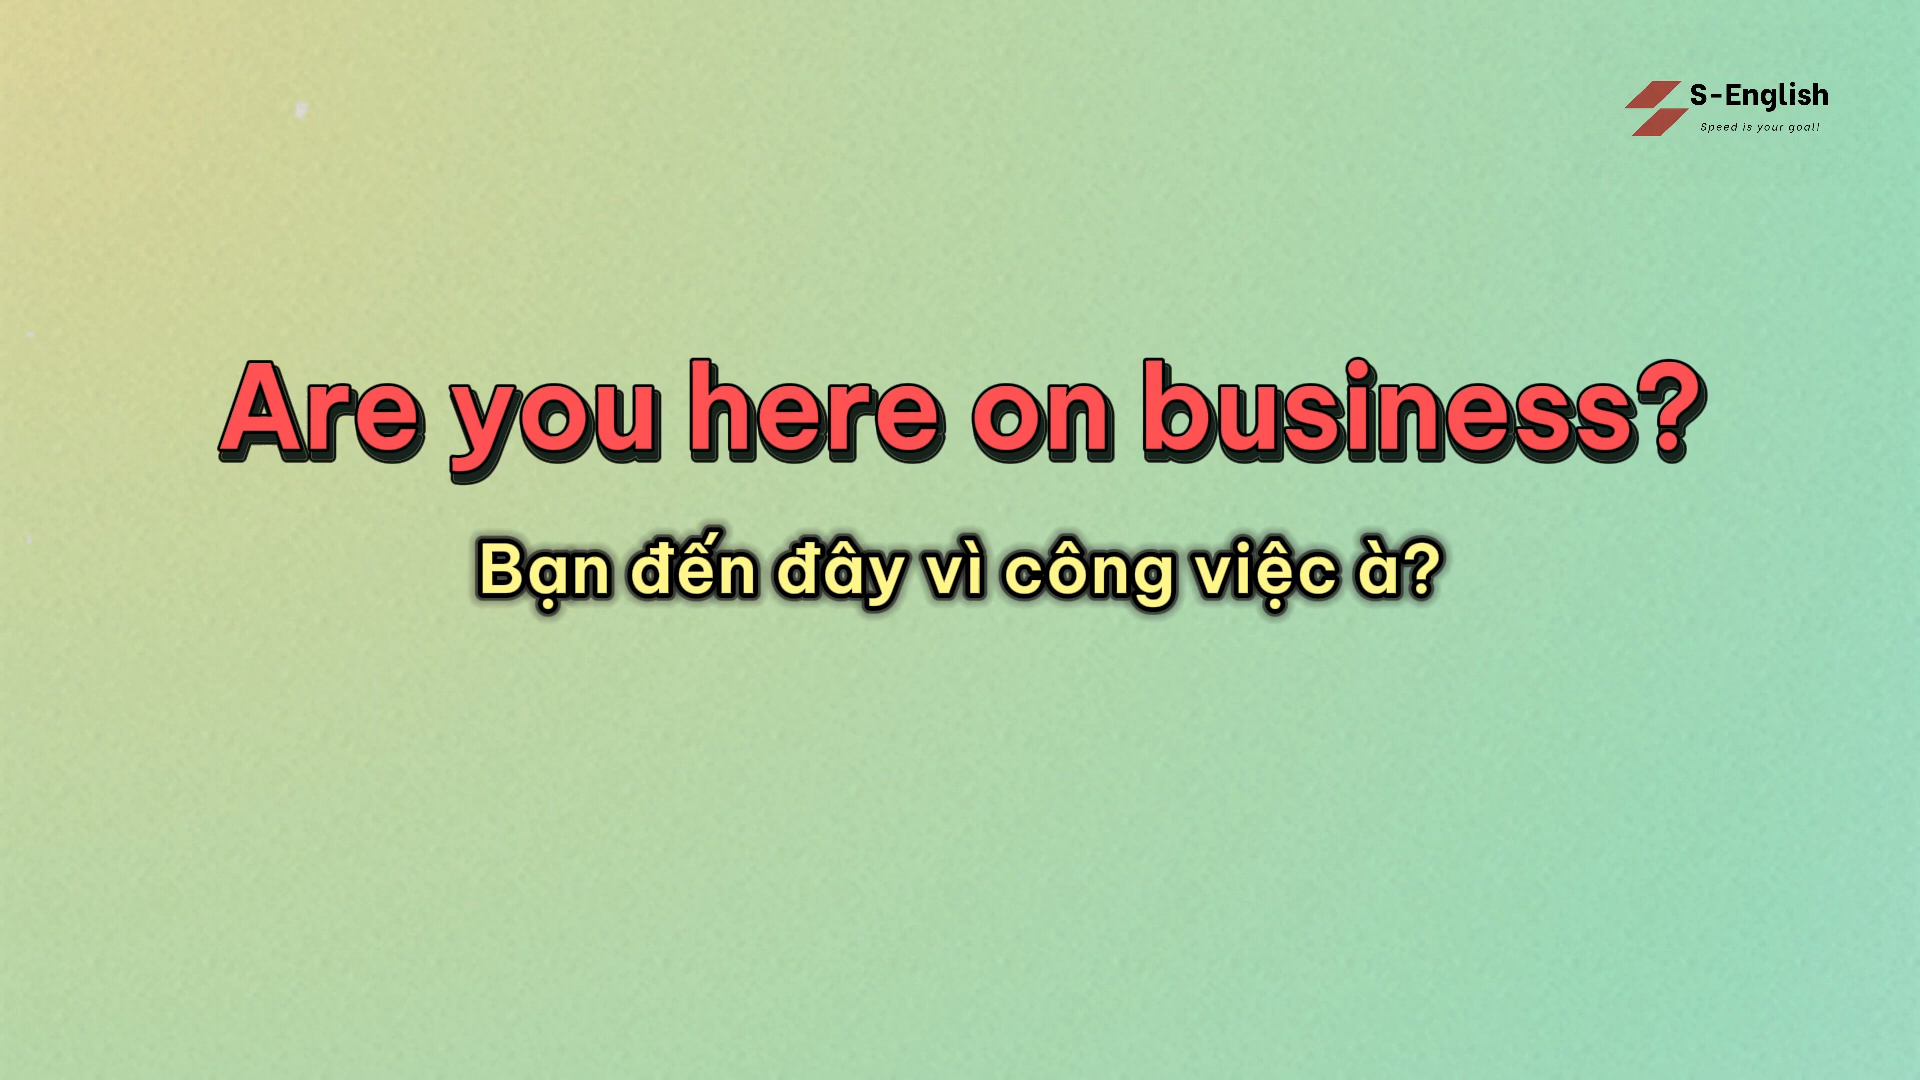 S-English
Speed is your goal!
Are you here on business?
Bạn đến đây vì công việc à?